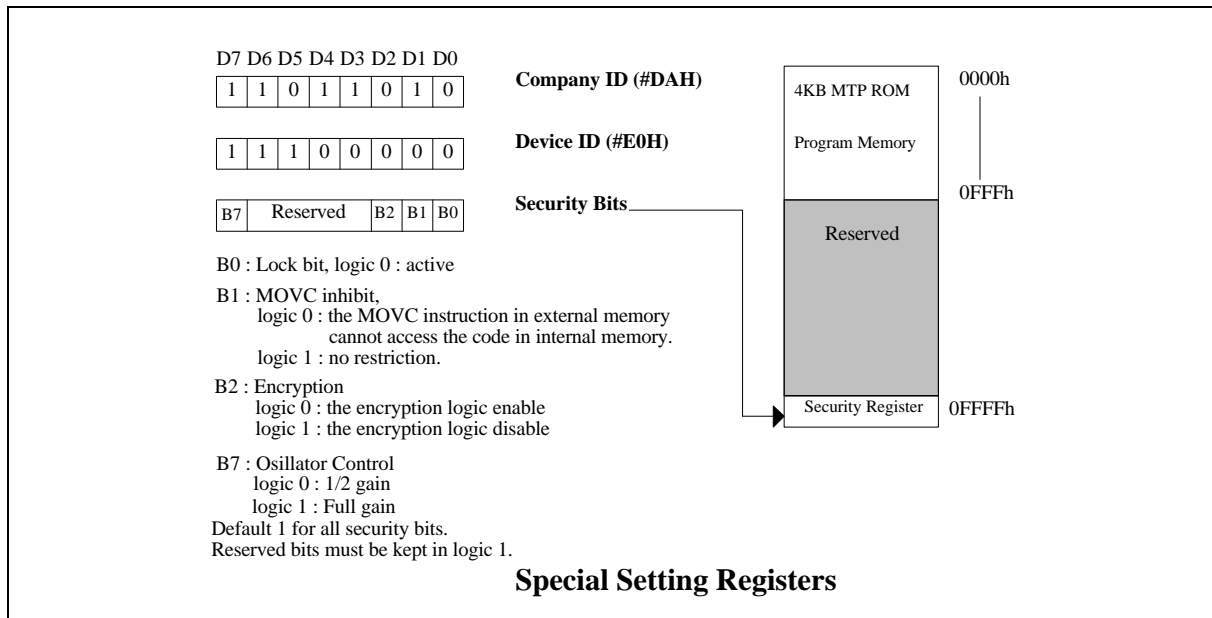 D7 D6 D5 D4 D3 D2 D1 D0
1 1 0 1 1 0 1 0
Company ID (#DAH)
1 1 1 0 0 0 0 0
Device ID (#E0H)
B7 Reserved B2 B1 B0
Security Bits
B0 : Lock bit, logic 0 : active
B1 : MOVC inhibit,
logic 0 : the MOVC instruction in external memory
cannot access the code in internal memory.
logic 1 : no restriction.
B2 : Encryption
logic 0 : the encryption logic enable
logic 1 : the encryption logic disable
B7 : Osillator Control
logic 0 : 1/2 gain
logic 1 : Full gain
Default 1 for all security bits.
Reserved bits must be kept in logic 1.
4KB MTP ROM
Program Memory
0000h
0FFFh
Reserved
Security Register
0FFFFh
Special Setting Registers